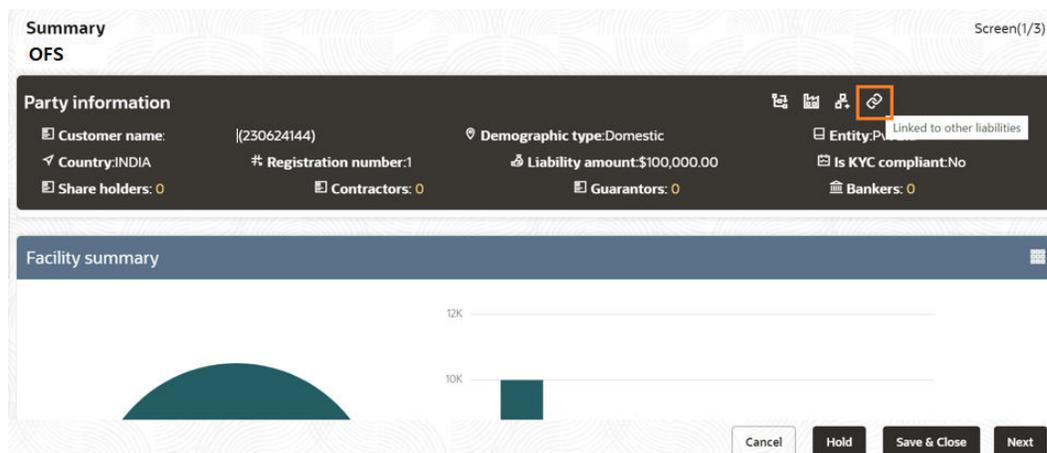 Summary
Screen(1/3)
OFS
Party information
Linked to other liabilities
Customer name: (230624144) Demographic type:Domestic Entity:
Country:INDIA Registration number:1 Liability amount:$100,000.00 Is KYC compliant:No
Share holders: 0 Contractors: 0 Guarantors: 0 Bankers: 0
Facility summary
12K
10K
Cancel Hold Save & Close Next